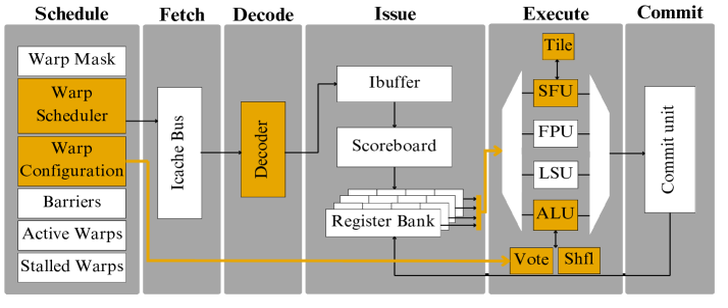 Schedule
Fetch
Decode
Issue
Execute
Commit
Warp Mask
Warp
Scheduler
Warp
Configuration
Barriers
Active Warps
Stalled Warps
Icache Bus
Decoder
Ibuffer
Scoreboard
Register Bank
Tile
SFU
FPU
LSU
ALU
Vote
Shfl
Commit unit